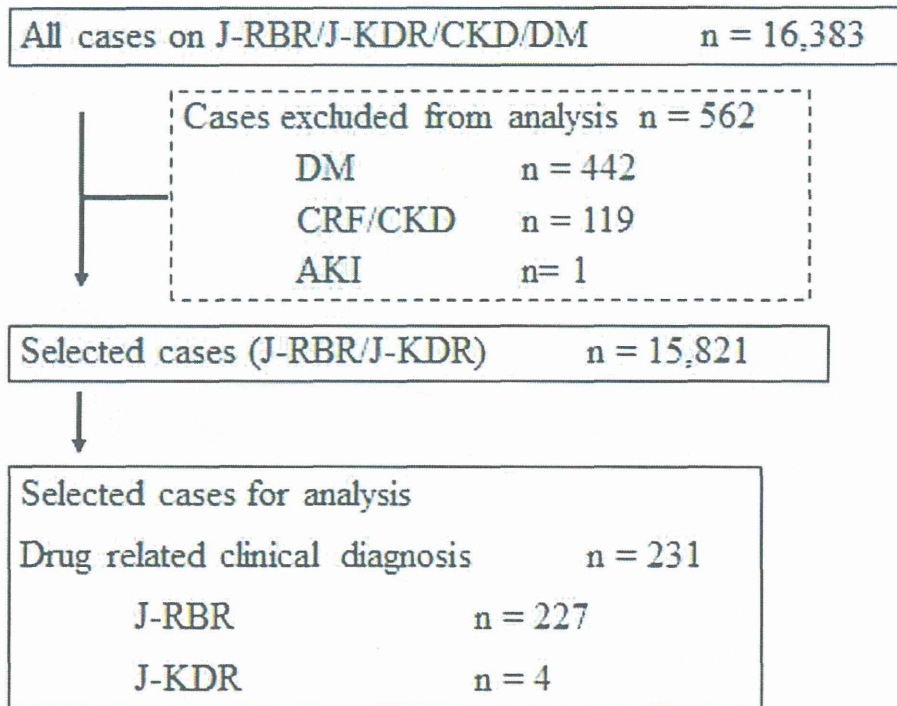 All cases on J-RBR/J-KDR/CKD/DM n = 16,383
Cases excluded from analysis n = 562
DM n = 442
CRF/CKD n = 119
AKI n= 1
Selected cases (J-RBR/J-KDR) n = 15,821
Selected cases for analysis
Drug related clinical diagnosis n = 231
J-RBR n = 227
J-KDR n = 4